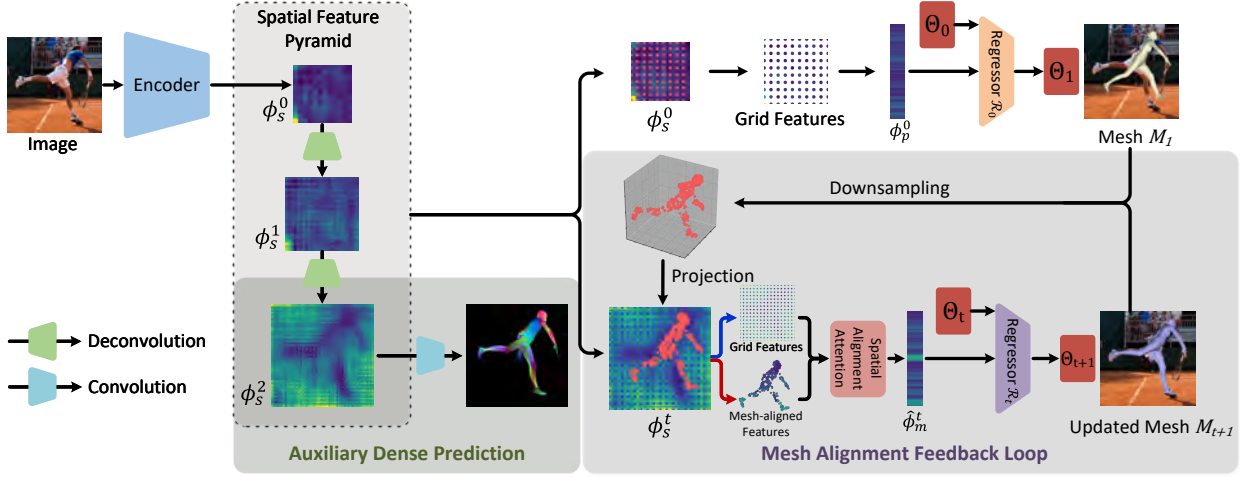 Spatial Feature
Pyramid
Encoder
Image
ϕ_s^0
ϕ_s^1
ϕ_s^2
Deconvolution
Convolution
Auxiliary Dense Prediction
ϕ_s^0
Grid Features
ϕ_p^0
Θ_0
Regressor R_0
Θ_1
Mesh M_1
Downsampling
Projection
ϕ_s^t
Grid Features
Mesh-aligned
Features
Spatial
Alignment
Attention
ϕ̂_m^t
Θ_t
Regressor R_t
Θ_{t+1}
Updated Mesh M_{t+1}
Mesh Alignment Feedback Loop